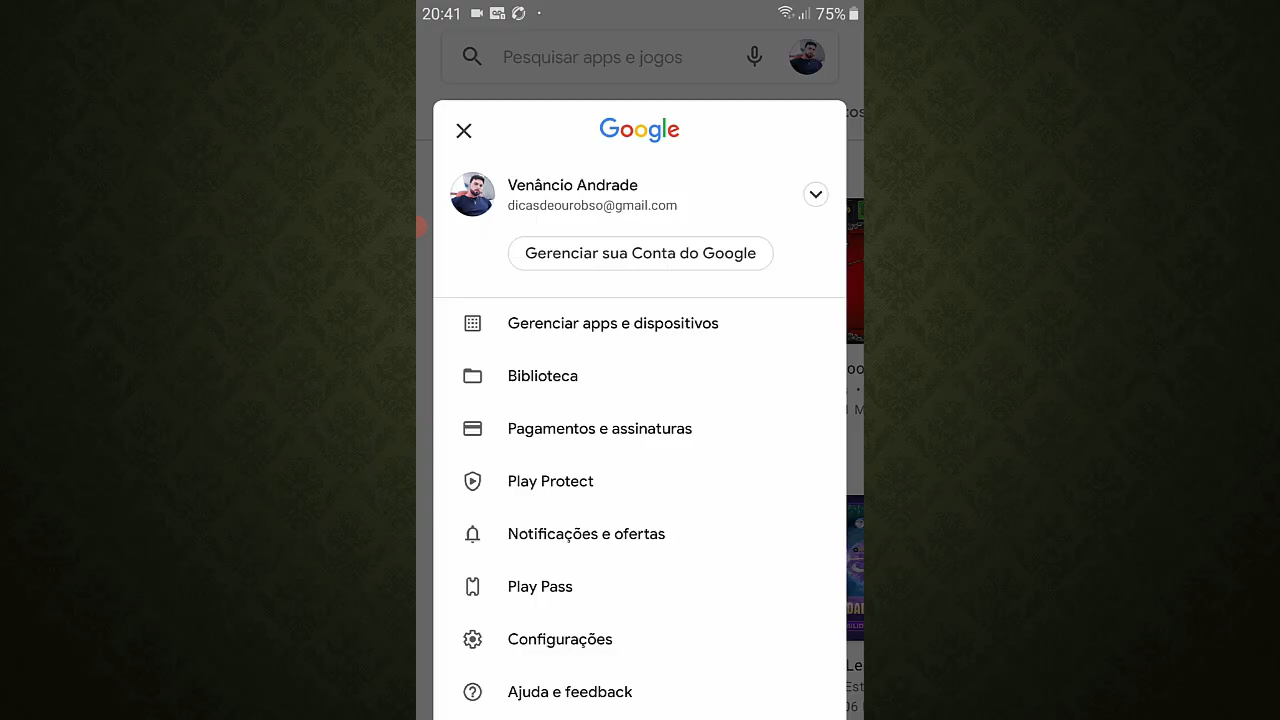 20:41 75%
Pesquisar apps e jogos
Google
Venâncio Andrade
dicasdeourobso@gmail.com
Gerenciar sua Conta do Google
Gerenciar apps e dispositivos
Biblioteca
Pagamentos e assinaturas
Play Protect
Notificações e ofertas
Play Pass
Configurações
Ajuda e feedback